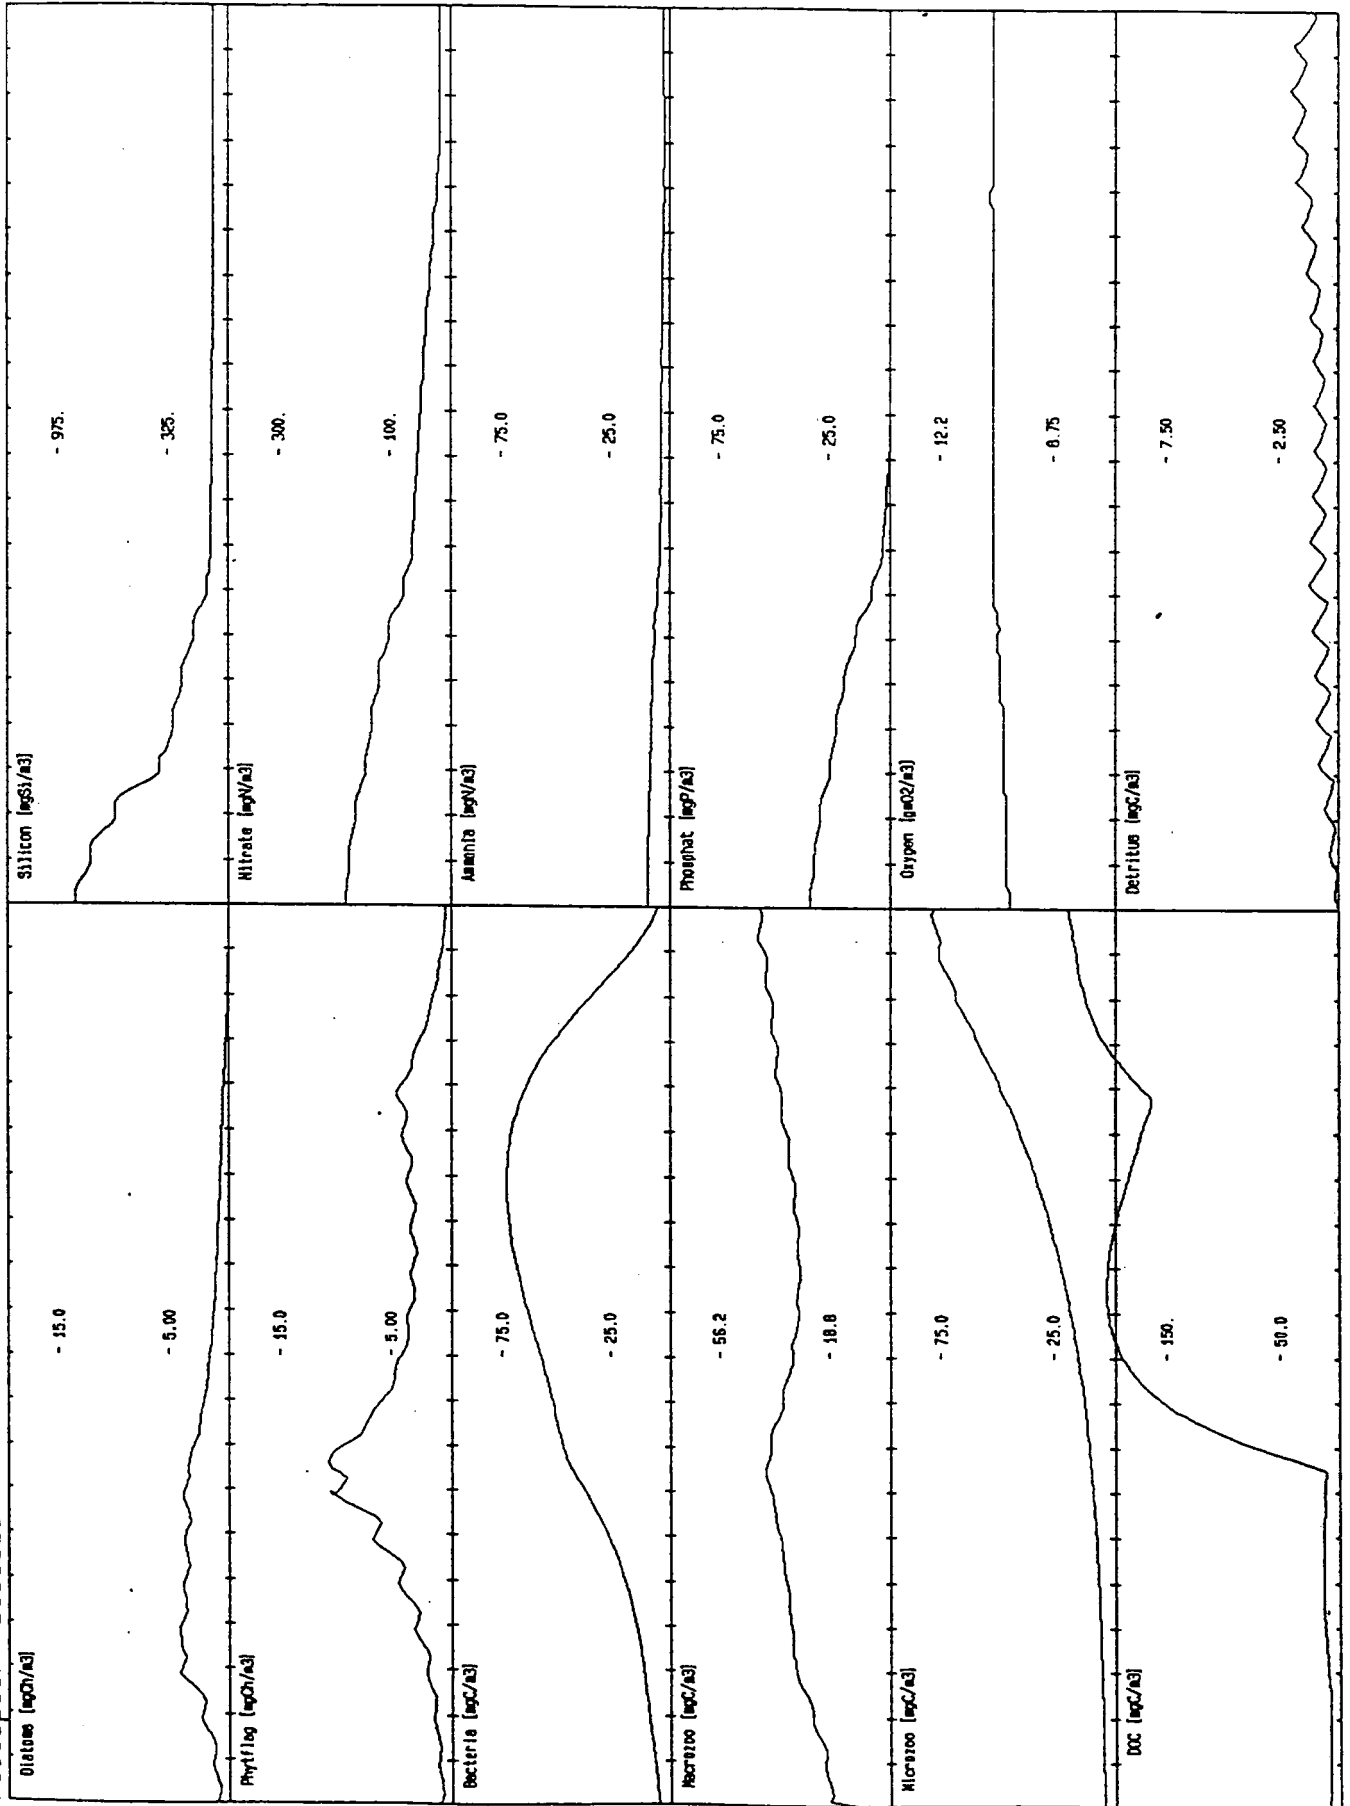 Diatoms [mgCh/m3]
- 15.0
- 5.00
Phytflag [mgCh/m3]
- 15.0
- 5.00
Bacteria [mgC/m3]
- 75.0
- 25.0
Macrozoo [mgC/m3]
- 56.2
- 18.8
Microzoo [mgC/m3]
- 75.0
- 25.0
DOC [mgC/m3]
- 150.
- 50.0
Silicon [mgSi/m3]
- 975.
- 325.
Nitrate [mgN/m3]
- 300.
- 100.
Ammonia [mgN/m3]
- 75.0
- 25.0
Phosphat [mgP/m3]
- 75.0
- 25.0
Oxygen [gmO2/m3]
- 12.2
- 8.75
Detritus [mgC/m3]
- 7.50
- 2.50